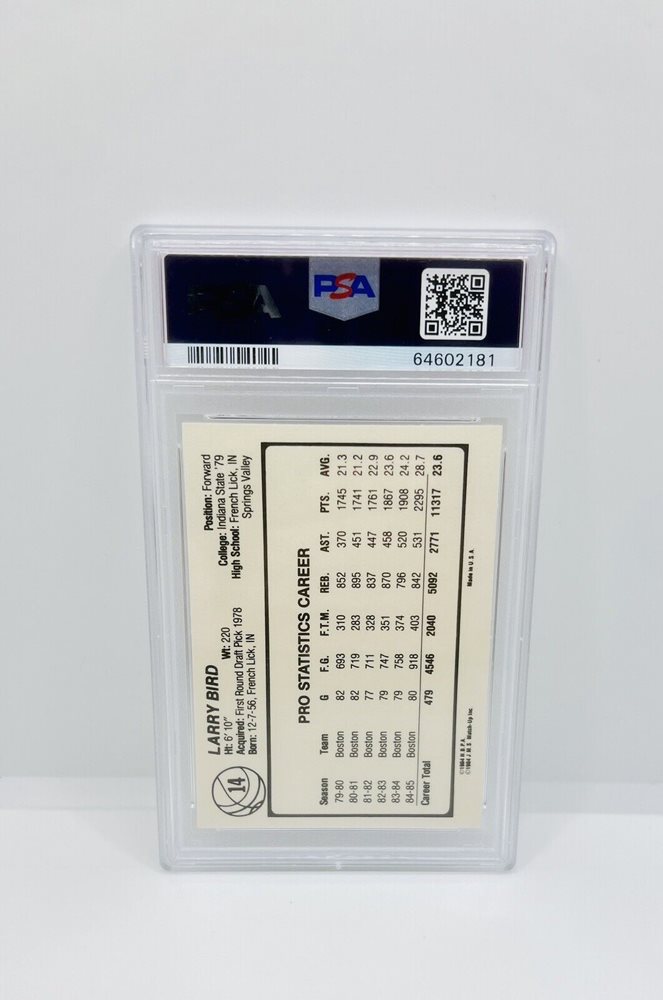 PSA
PSA
64602181
14
LARRY BIRD
Ht: 6' 10" Wt: 220
Acquired: First Round Draft Pick 1978
Born: 12-7-56, French Lick, IN
Position: Forward
College: Indiana State '79
High School: French Lick, IN
Springs Valley
PRO STATISTICS CAREER
Season Team G F.G. F.T.M. REB. AST. PTS. AVG.
79-80 Boston 82 693 310 852 370 1745 21.3
80-81 Boston 82 719 283 895 451 1741 21.2
81-82 Boston 77 711 328 837 447 1761 22.9
82-83 Boston 79 747 351 870 458 1867 23.6
83-84 Boston 79 758 374 796 520 1908 24.2
84-85 Boston 80 918 403 842 531 2295 28.7
Career Total 479 4546 2040 5092 2771 11317 23.6
©1984 N.B.P.A.
©1984 J.M.S. Match-Up Inc. Made in U.S.A.